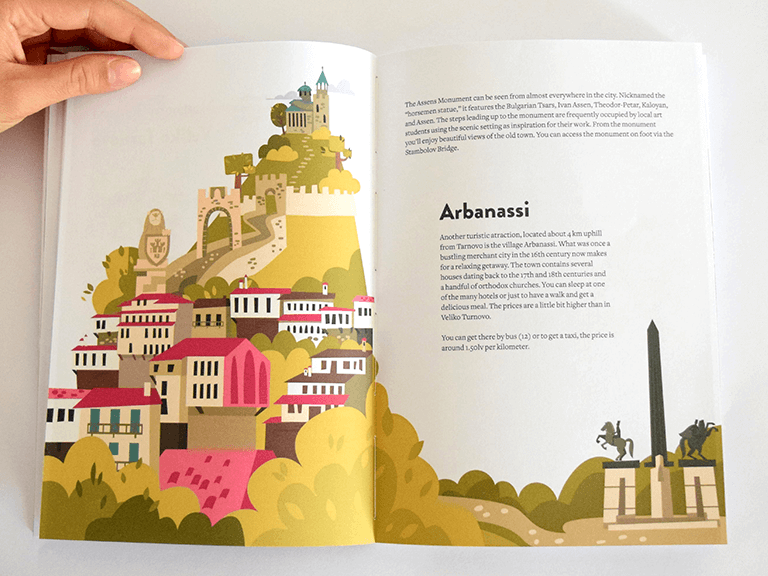 The Assens Monument can be seen from almost everywhere in the city. Nicknamed the
"horsemen statue," it features the Bulgarian Tsars, Ivan Assen, Theodor-Petar, Kaloyan,
and Assen. The steps leading up to the monument are frequently occupied by local art
students using the scenic setting as inspiration for their work. From the monument
you'll enjoy beautiful views of the old town. You can access the monument on foot via the
Stambolov Bridge.
Arbanassi
Another turistic atraction, located about 4 km uphill
from Tarnovo is the village Arbanassi. What was once a
bustling merchant city in the 16th century now makes
for a relaxing getaway. The town contains several
houses dating back to the 17th and 18th centuries and
a handful of orthodox churches. You can sleep at one
of the many hotels or just to have a walk and get a
delicious meal. The prices are a little bit higher than in
Veliko Turnovo.
You can get there by bus (12) or to get a taxi, the price is
around 1.50lv per kilometer.